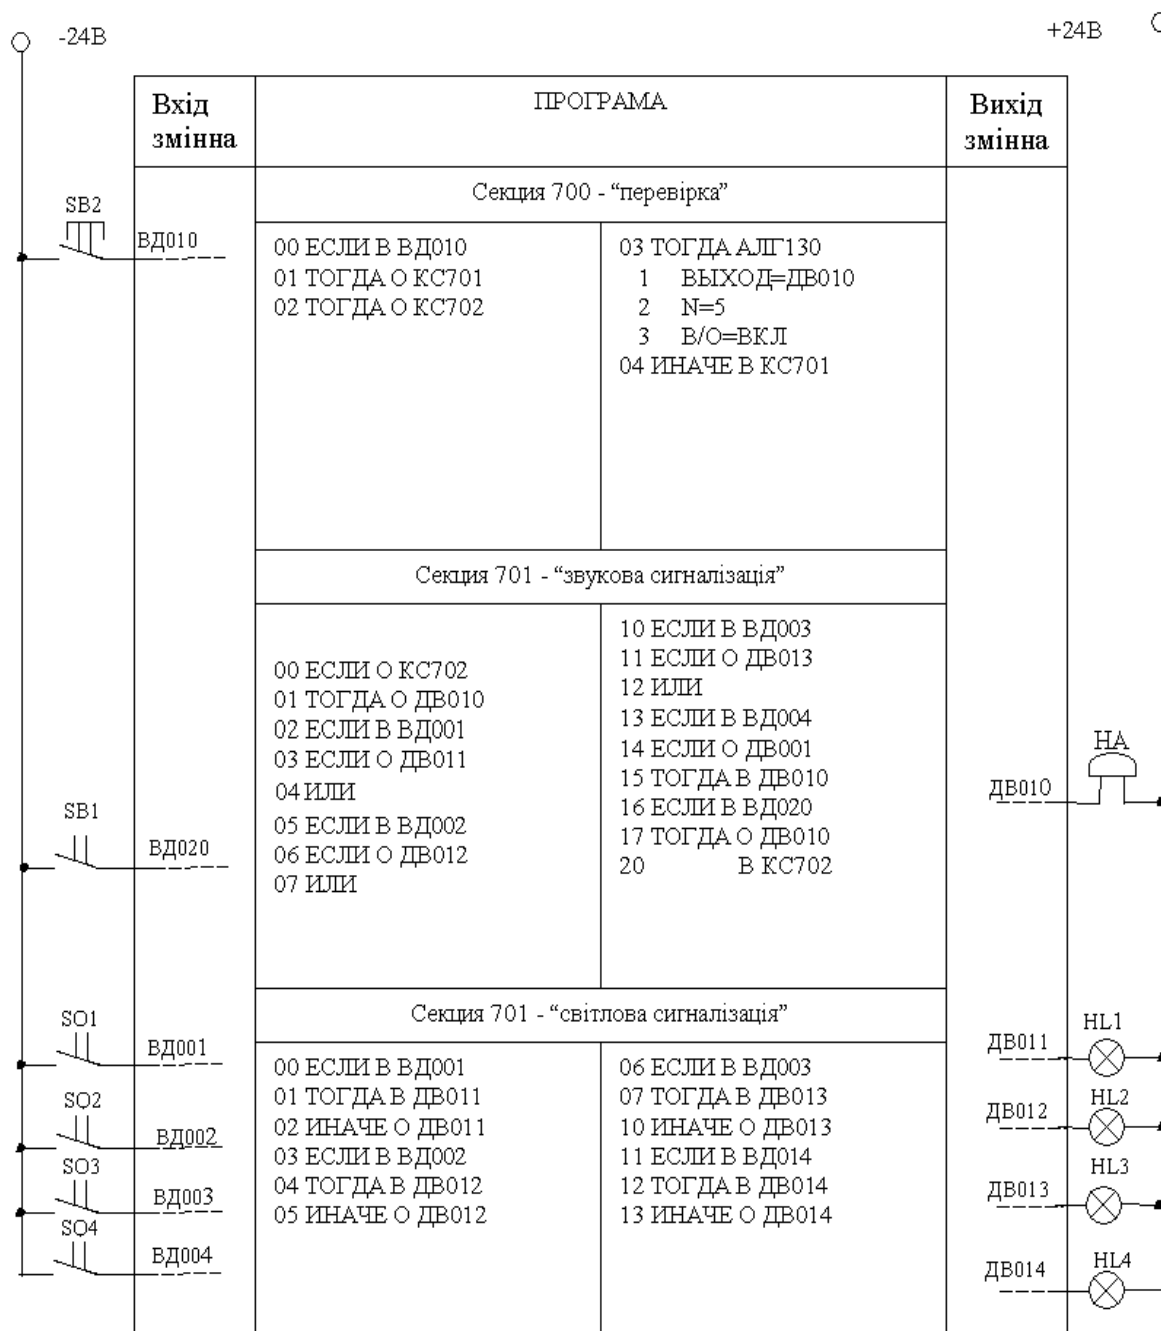 -24В
+24В
Вхід
змінна
ПРОГРАМА
Вихід
змінна
Секция 700 - “перевірка”
SB2
ВД010
00 ЕСЛИ В ВД010
01 ТОГДА О КС701
02 ТОГДА О КС702
03 ТОГДА АЛГ130
1 ВЫХОД=ДВ010
2 N=5
3 В/О=ВКЛ
04 ИНАЧЕ В КС701
Секция 701 - “звукова сигналізація”
00 ЕСЛИ О КС702
01 ТОГДА О ДВ010
02 ЕСЛИ В ВД001
03 ЕСЛИ О ДВ011
04 ИЛИ
05 ЕСЛИ В ВД002
06 ЕСЛИ О ДВ012
07 ИЛИ
10 ЕСЛИ В ВД003
11 ЕСЛИ О ДВ013
12 ИЛИ
13 ЕСЛИ В ВД004
14 ЕСЛИ О ДВ001
15 ТОГДА В ДВ010
16 ЕСЛИ В ВД020
17 ТОГДА О ДВ010
20 В КС702
SB1
ВД020
ДВ010
НА
Секция 701 - “світлова сигналізація”
SO1
ВД001
SO2
ВД002
SO3
ВД003
SO4
ВД004
00 ЕСЛИ В ВД001
01 ТОГДА В ДВ011
02 ИНАЧЕ О ДВ011
03 ЕСЛИ В ВД002
04 ТОГДА В ДВ012
05 ИНАЧЕ О ДВ012
06 ЕСЛИ В ВД003
07 ТОГДА В ДВ013
10 ИНАЧЕ О ДВ013
11 ЕСЛИ В ВД014
12 ТОГДА В ДВ014
13 ИНАЧЕ О ДВ014
ДВ011
HL1
ДВ012
HL2
ДВ013
HL3
ДВ014
HL4